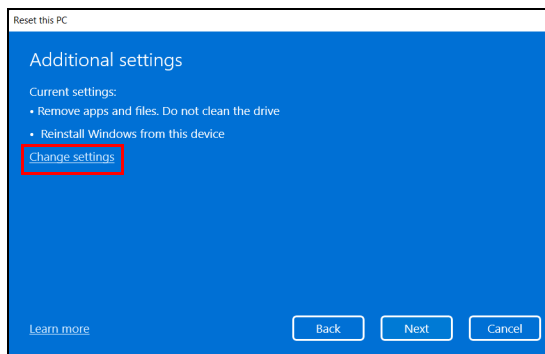 Reset this PC
Additional settings
Current settings:
• Remove apps and files. Do not clean the drive
• Reinstall Windows from this device
Change settings
Learn more
Back
Next
Cancel